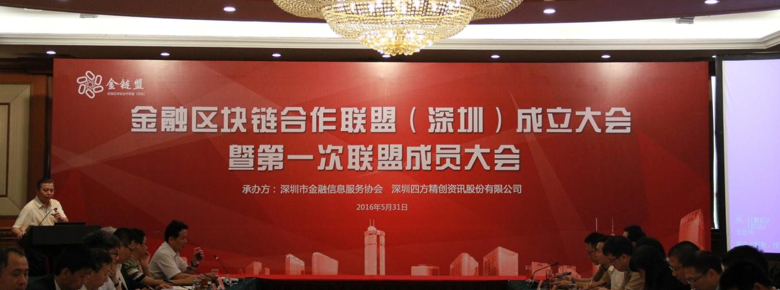 金链盟
金融区块链合作联盟（深圳）成立大会
暨第一次联盟成员大会
承办方：深圳市金融信息服务协会 深圳四方精创资讯股份有限公司
2016年5月31日